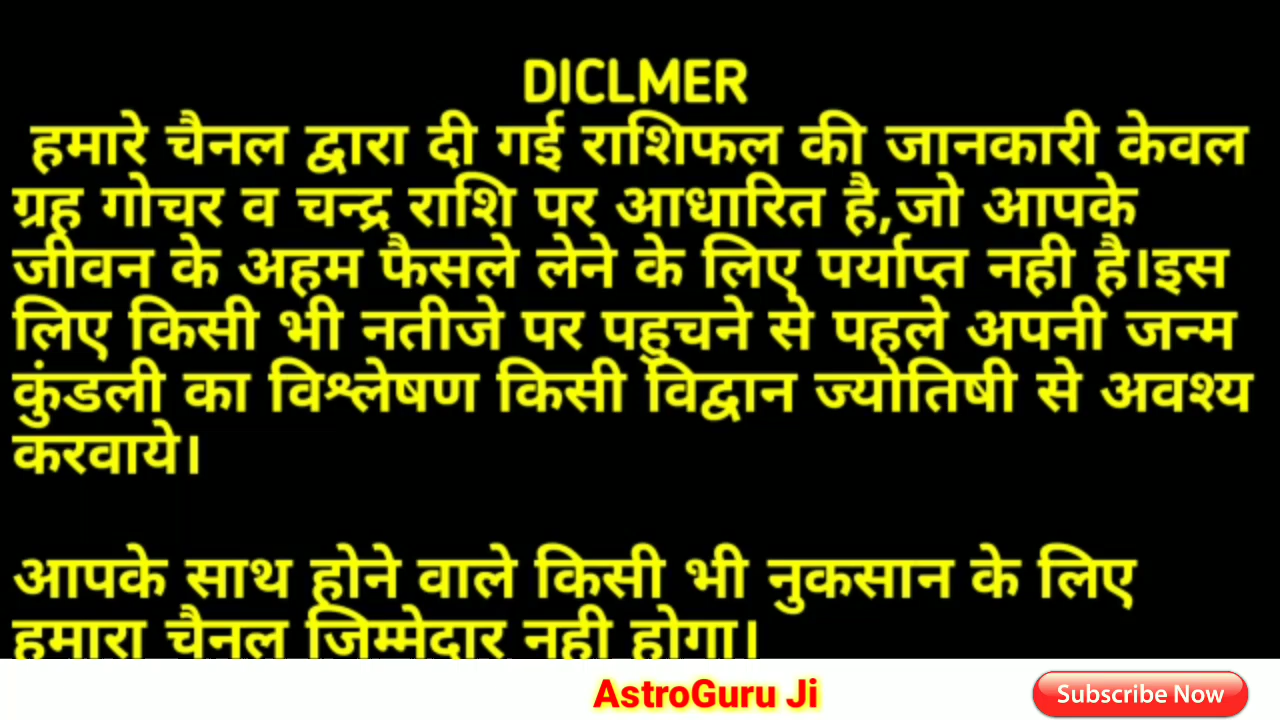 DICLMER
हमारे चैनल द्वारा दी गई राशिफल की जानकारी केवल
ग्रह गोचर व चन्द्र राशि पर आधारित है,जो आपके
जीवन के अहम फैसले लेने के लिए पर्याप्त नही है।इस
लिए किसी भी नतीजे पर पहुचने से पहले अपनी जन्म
कुंडली का विश्लेषण किसी विद्वान ज्योतिषी से अवश्य
करवाये।
आपके साथ होने वाले किसी भी नुकसान के लिए
हमारा चैनल जिम्मेदार नही होगा।
AstroGuru Ji
Subscribe Now